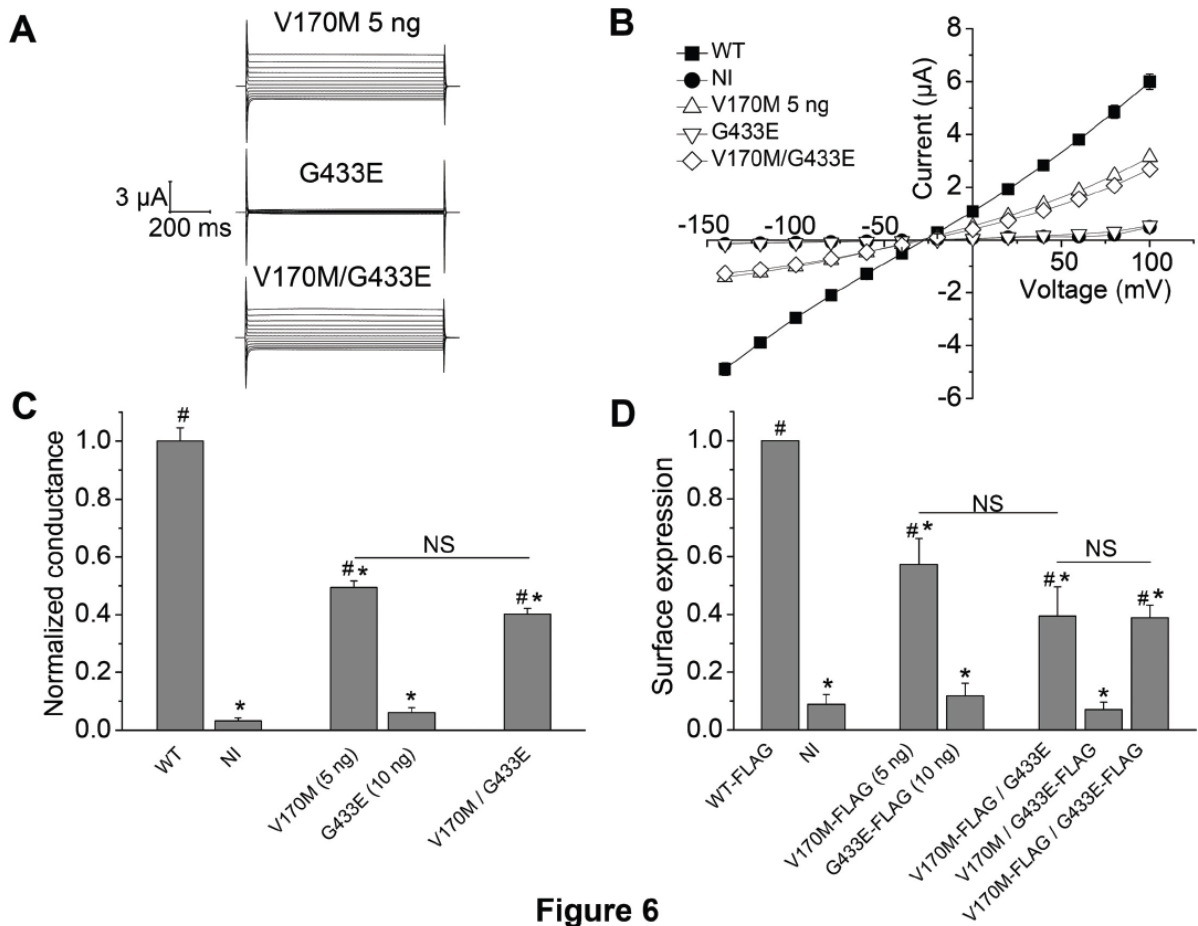 A
V170M 5 ng
G433E
3 µA
200 ms
V170M/G433E
B
WT
NI
V170M 5 ng
G433E
V170M/G433E
Current (µA)
8
6
4
2
-2
-4
-6
-150
-100
-50
50
100
Voltage (mV)
C
Normalized conductance
1.0
0.8
0.6
0.4
0.2
0.0
#
*
# *
*
NS
# *
WT
NI
V170M (5 ng)
G433E (10 ng)
V170M / G433E
D
Surface expression
1.0
0.8
0.6
0.4
0.2
0.0
#
*
# *
*
NS
# *
*
NS
# *
WT-FLAG
NI
V170M-FLAG (5 ng)
G433E-FLAG (10 ng)
V170M-FLAG / G433E
V170M / G433E-FLAG
V170M-FLAG / G433E-FLAG
Figure 6